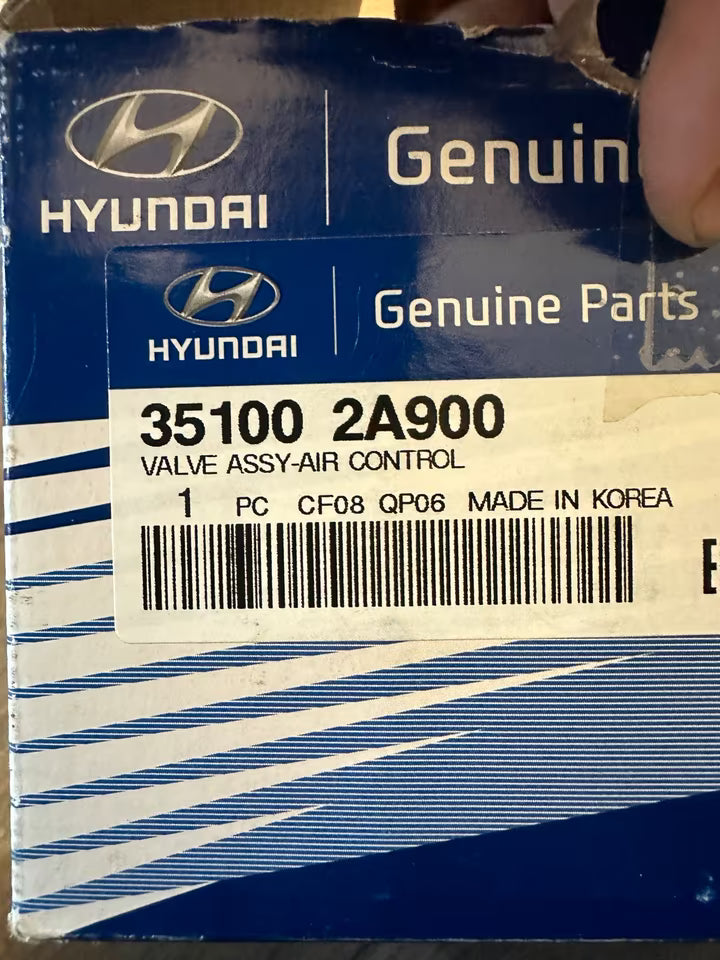 HYUNDAI
Genuin
HYUNDAI
Genuine Parts
35100 2A900
VALVE ASSY-AIR CONTROL
1 PC CF08 QP06 MADE IN KOREA